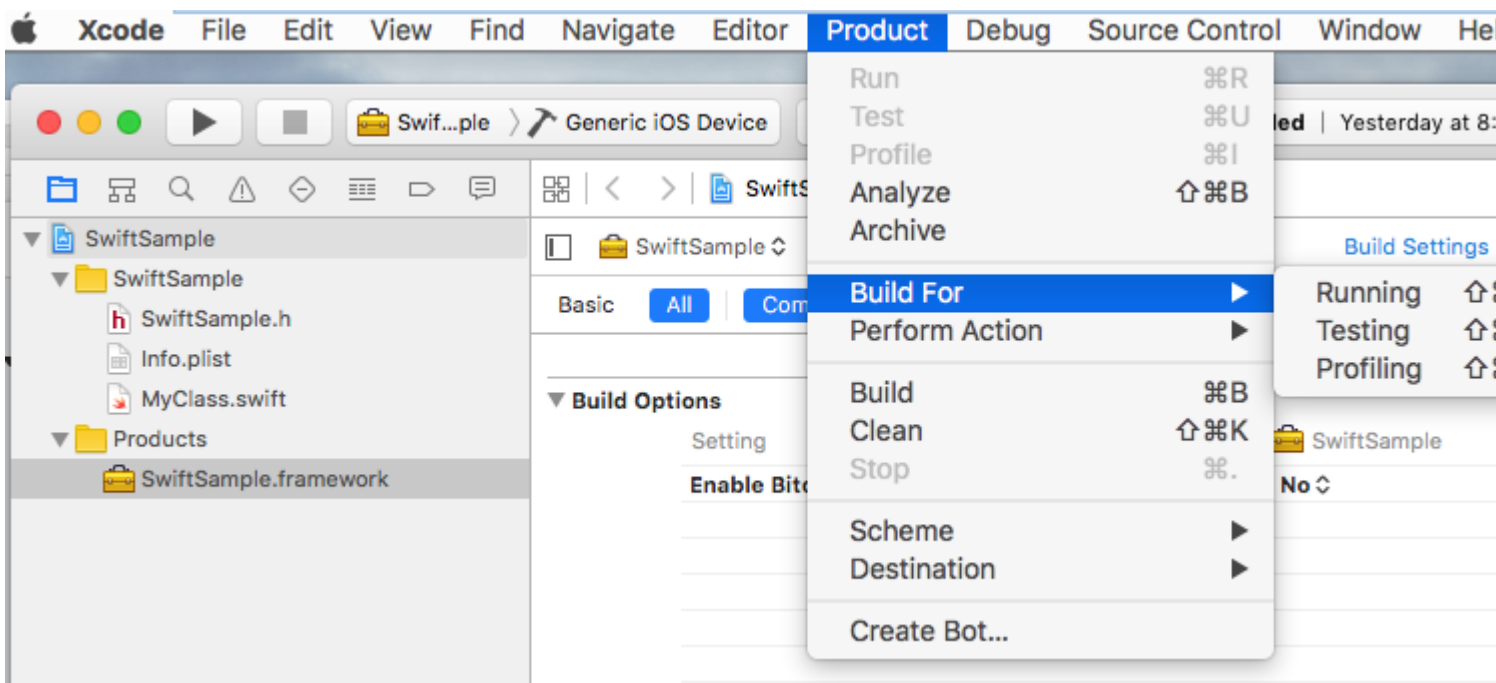 Xcode File Edit View Find Navigate Editor Product Debug Source Control Window
Run ⌘R
Swif...ple Generic iOS Device Test ⌘U Yesterday at 8:
Profile ⌘I
Analyze ⇧⌘B
Archive
SwiftSample SwiftSample Build Settings
SwiftSample Basic All Build For Running
SwiftSample.h Perform Action Testing
Info.plist Profiling
MyClass.swift Build Options Build ⌘B
Products Setting Clean ⇧⌘K SwiftSample
SwiftSample.framework Enable Stop ⌘. No
Scheme
Destination
Create Bot...